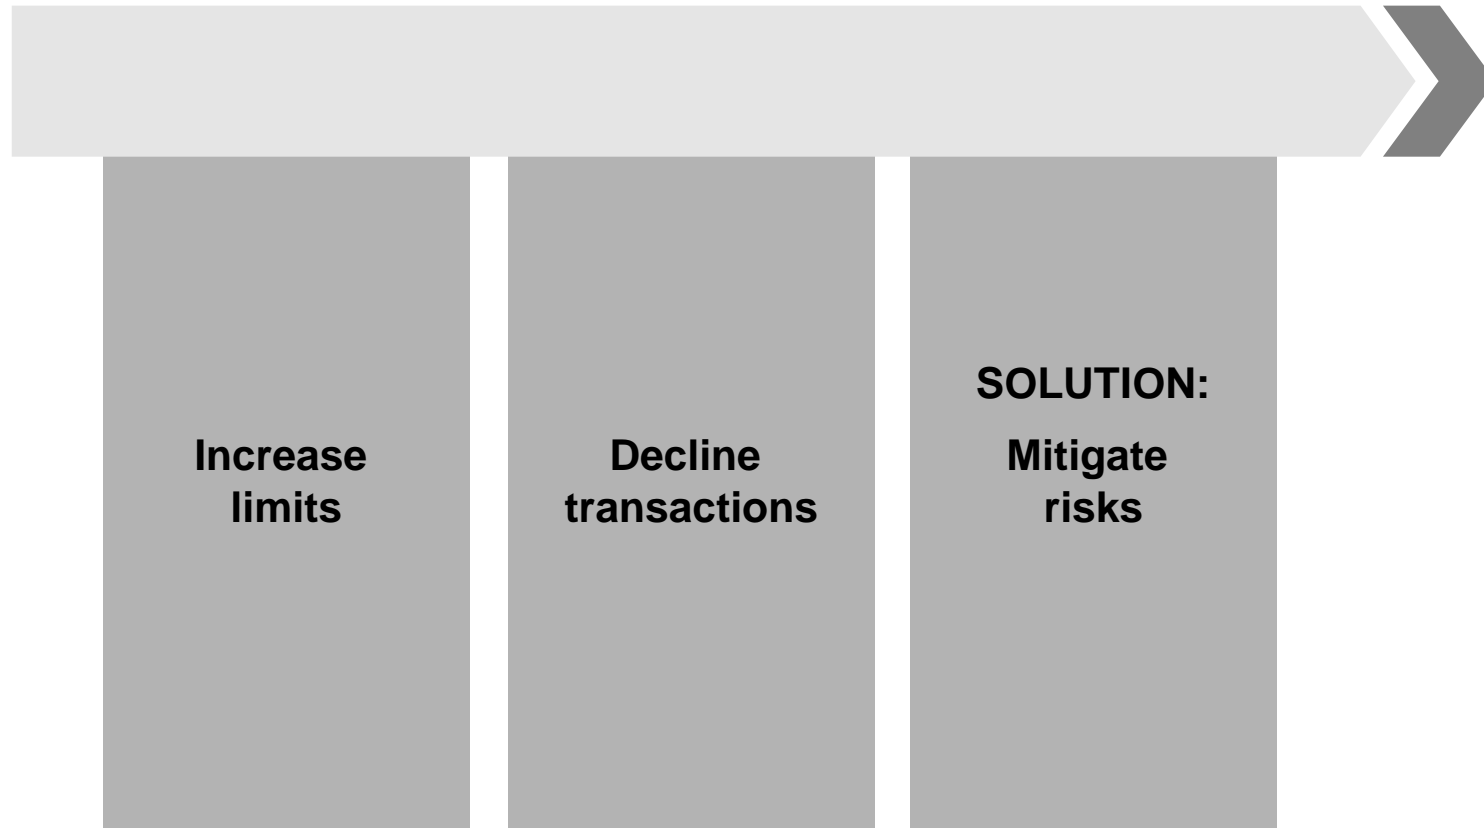 Increase
limits
Decline
transactions
SOLUTION:
Mitigate
risks